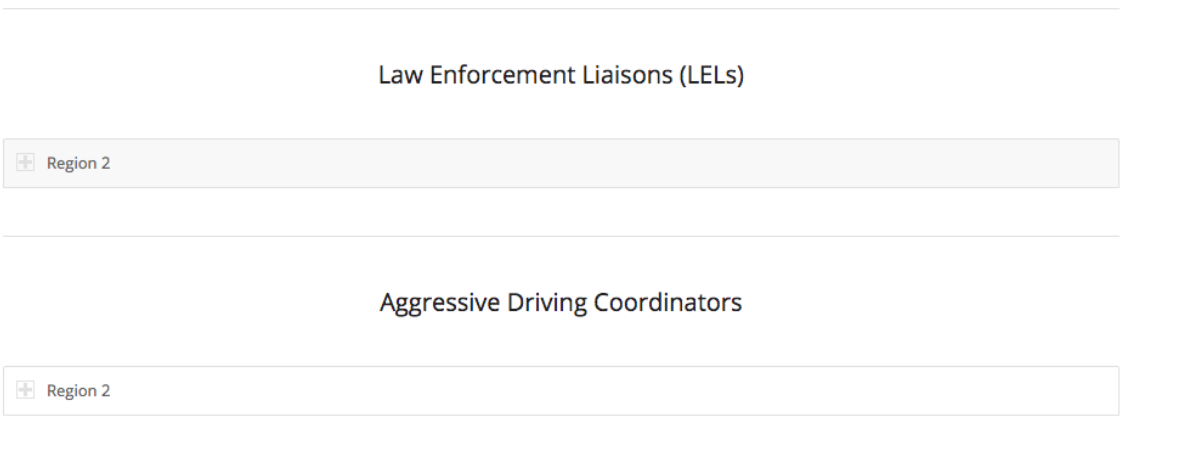 Law Enforcement Liaisons (LELs)
Region 2
Aggressive Driving Coordinators
Region 2